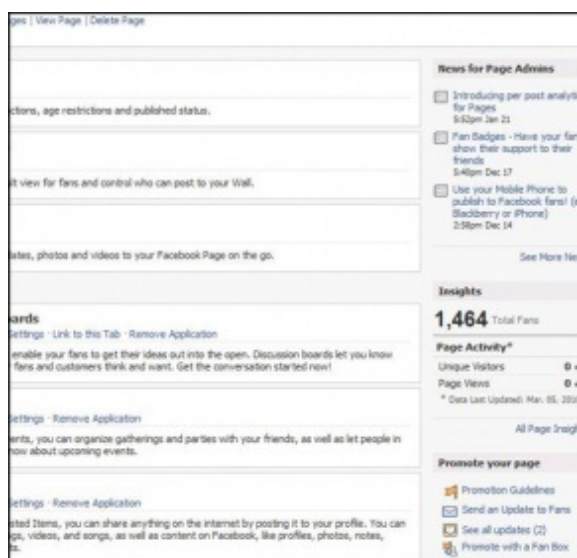 ges | View Page | Delete Page
ctions, age restrictions and published status.
lt view for fans and control who can post to your Wall.
ates, photos and videos to your Facebook Page on the go.
ards
Settings · Link to this Tab · Remove Application
enable your fans to get their ideas out into the open. Discussion boards let you know
fans and customers think and want. Get the conversation started now!
Settings · Remove Application
ents, you can organize gatherings and parties with your friends, as well as let people in
now about upcoming events.
Settings · Remove Application
sted Items, you can share anything on the internet by posting it to your profile. You can
gs, videos, and songs, as well as content on Facebook, like profiles, photos, notes,
ts.
News for Page Admins
Introducing per post analyti
for Pages
5:52pm Jan 21
Fan Badges - Have your fan
show their support to their
friends
5:40pm Dec 17
Use your Mobile Phone to
publish to Facebook fans! (
Blackberry or iPhone)
2:58pm Dec 14
See More Ne
Insights
1,464 Total Fans
Page Activity*
Unique Visitors 0
Page Views 0
* Data Last Updated: Mar. 05, 201
All Page Insigh
Promote your page
Promotion Guidelines
Send an Update to Fans
See all updates (2)
Promote with a Fan Box